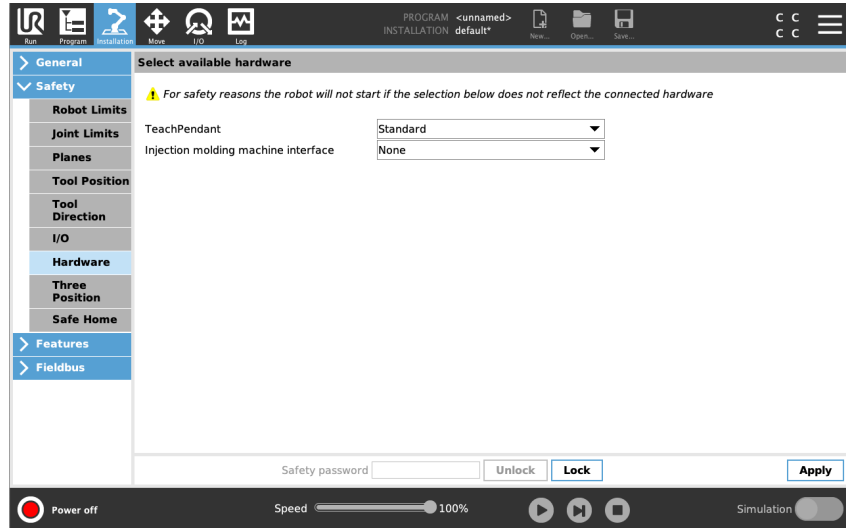 UR
PROGRAM <unnamed>
INSTALLATION default*
C C
C C
Run Program Installation Move I/O Log New... Open... Save...
General
Safety
Robot Limits
Joint Limits
Planes
Tool Position
Tool
Direction
I/O
Hardware
Three
Position
Safe Home
Features
Fieldbus
Select available hardware
For safety reasons the robot will not start if the selection below does not reflect the connected hardware
TeachPendant Standard
Injection molding machine interface None
Safety password Unlock Lock Apply
Power off Speed 100% Simulation